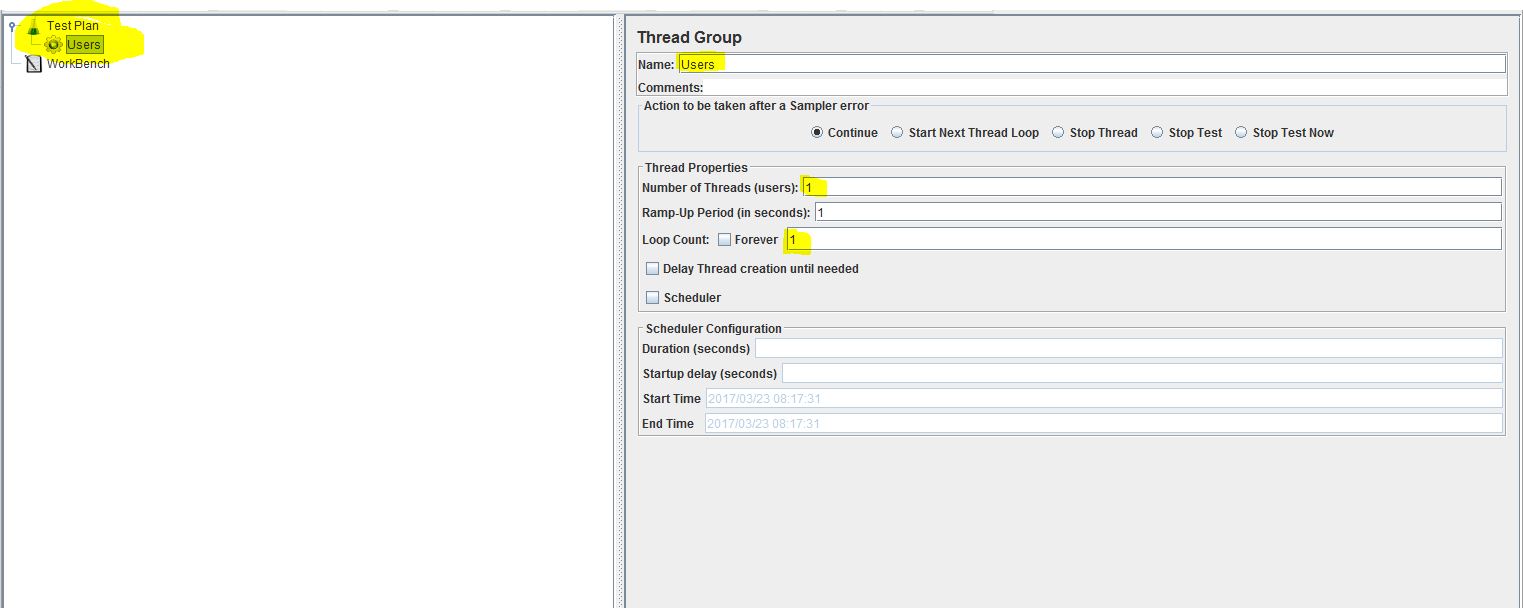 Test Plan
Users
WorkBench
Thread Group
Name: Users
Comments:
Action to be taken after a Sampler error
Continue Start Next Thread Loop Stop Thread Stop Test Stop Test Now
Thread Properties
Number of Threads (users): 1
Ramp-Up Period (in seconds): 1
Loop Count: Forever 1
Delay Thread creation until needed
Scheduler
Scheduler Configuration
Duration (seconds)
Startup delay (seconds)
Start Time 2017/03/23 08:17:31
End Time 2017/03/23 08:17:31